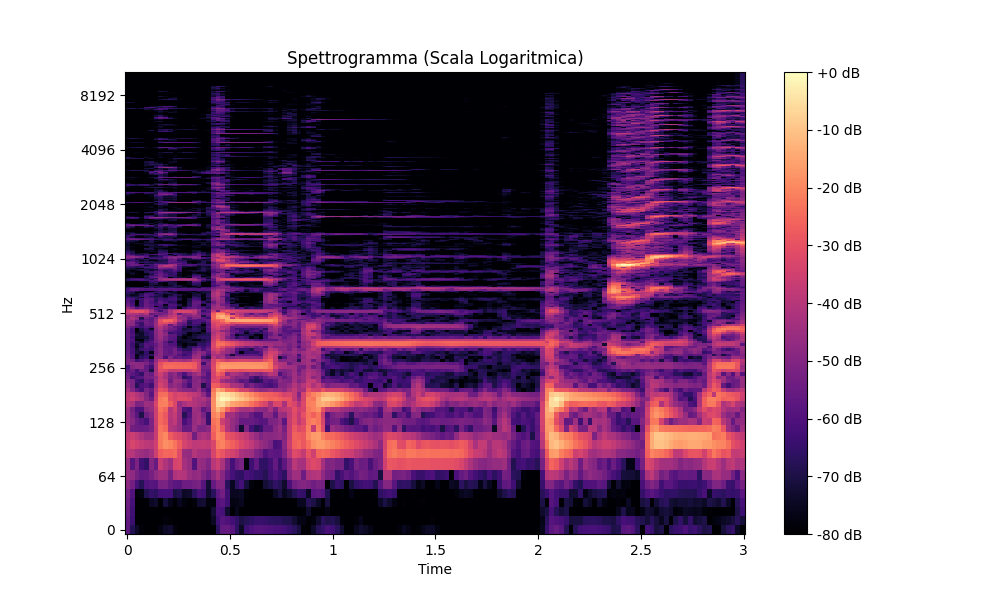 Spettrogramma (Scala Logaritmica)
Hz
8192
4096
2048
1024
512
256
128
64
0
0
0.5
1
1.5
2
2.5
3
Time
+0 dB
-10 dB
-20 dB
-30 dB
-40 dB
-50 dB
-60 dB
-70 dB
-80 dB